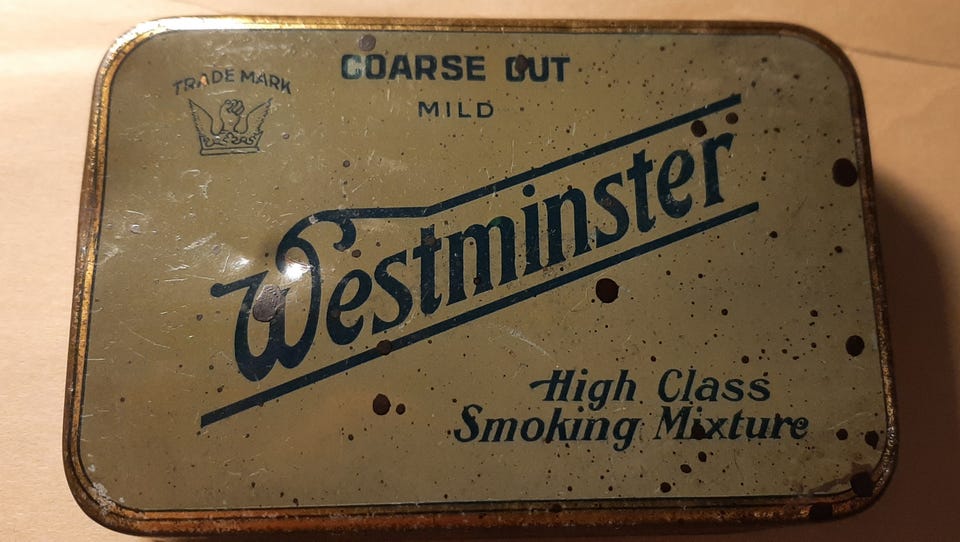 TRADE MARK
COARSE CUT
MILD
Westminster
High Class
Smoking Mixture